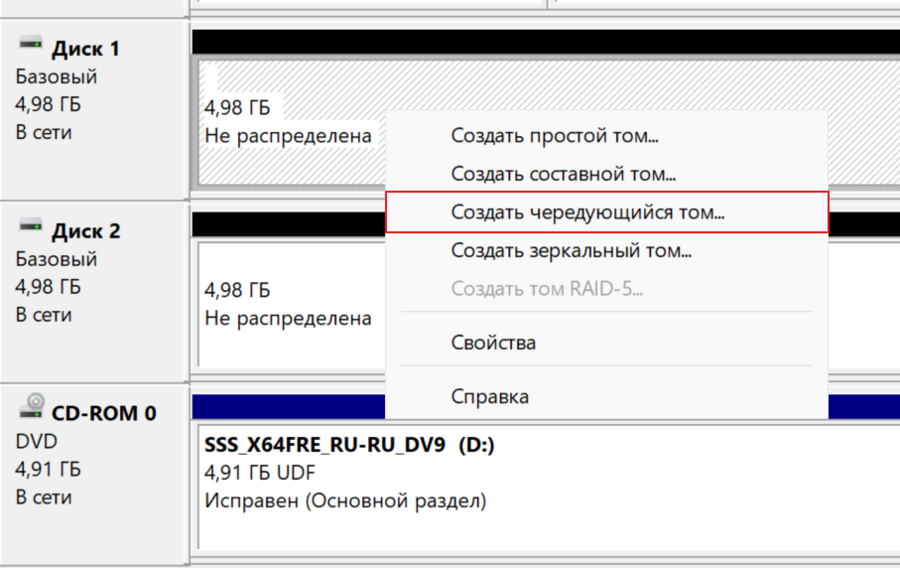 Диск 1
Базовый
4,98 ГБ
В сети
4,98 ГБ
Не распределена
Создать простой том...
Создать составной том...
Создать чередующийся том...
Создать зеркальный том...
Создать том RAID-5...
Свойства
Справка
Диск 2
Базовый
4,98 ГБ
В сети
4,98 ГБ
Не распределена
CD-ROM 0
DVD
4,91 ГБ
В сети
SSS_X64FRE_RU-RU_DV9 (D:)
4,91 ГБ UDF
Исправен (Основной раздел)